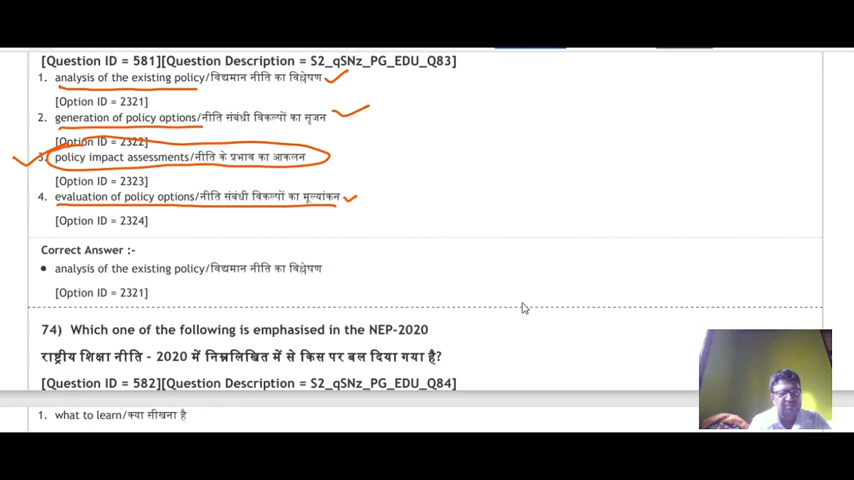 [Question ID = 581][Question Description = S2_qSNz_PG_EDU_Q83]
1. analysis of the existing policy/विद्यमान नीति का विश्लेषण
[Option ID = 2321]
2. generation of policy options/नीति संबंधी विकल्पों का सृजन
[Option ID = 2322]
3. policy impact assessments/नीति के प्रभाव का आकलन
[Option ID = 2323]
4. evaluation of policy options/नीति संबंधी विकल्पों का मूल्यांकन
[Option ID = 2324]
Correct Answer :-
• analysis of the existing policy/विद्यमान नीति का विश्लेषण
[Option ID = 2321]
74) Which one of the following is emphasised in the NEP-2020
राष्ट्रीय शिक्षा नीति - 2020 में निम्नलिखित में से किस पर बल दिया गया है?
[Question ID = 582][Question Description = S2_qSNz_PG_EDU_Q84]
1. what to learn/क्या सीखना है